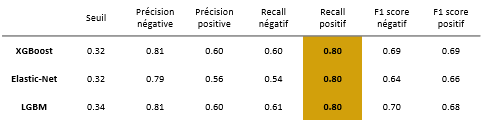 Seuil Précision négative Précision positive Recall négatif Recall positif F1 score négatif F1 score positif
XGBoost 0.32 0.81 0.60 0.60 0.80 0.69 0.69
Elastic-Net 0.32 0.79 0.56 0.54 0.80 0.64 0.66
LGBM 0.34 0.81 0.60 0.61 0.80 0.70 0.68